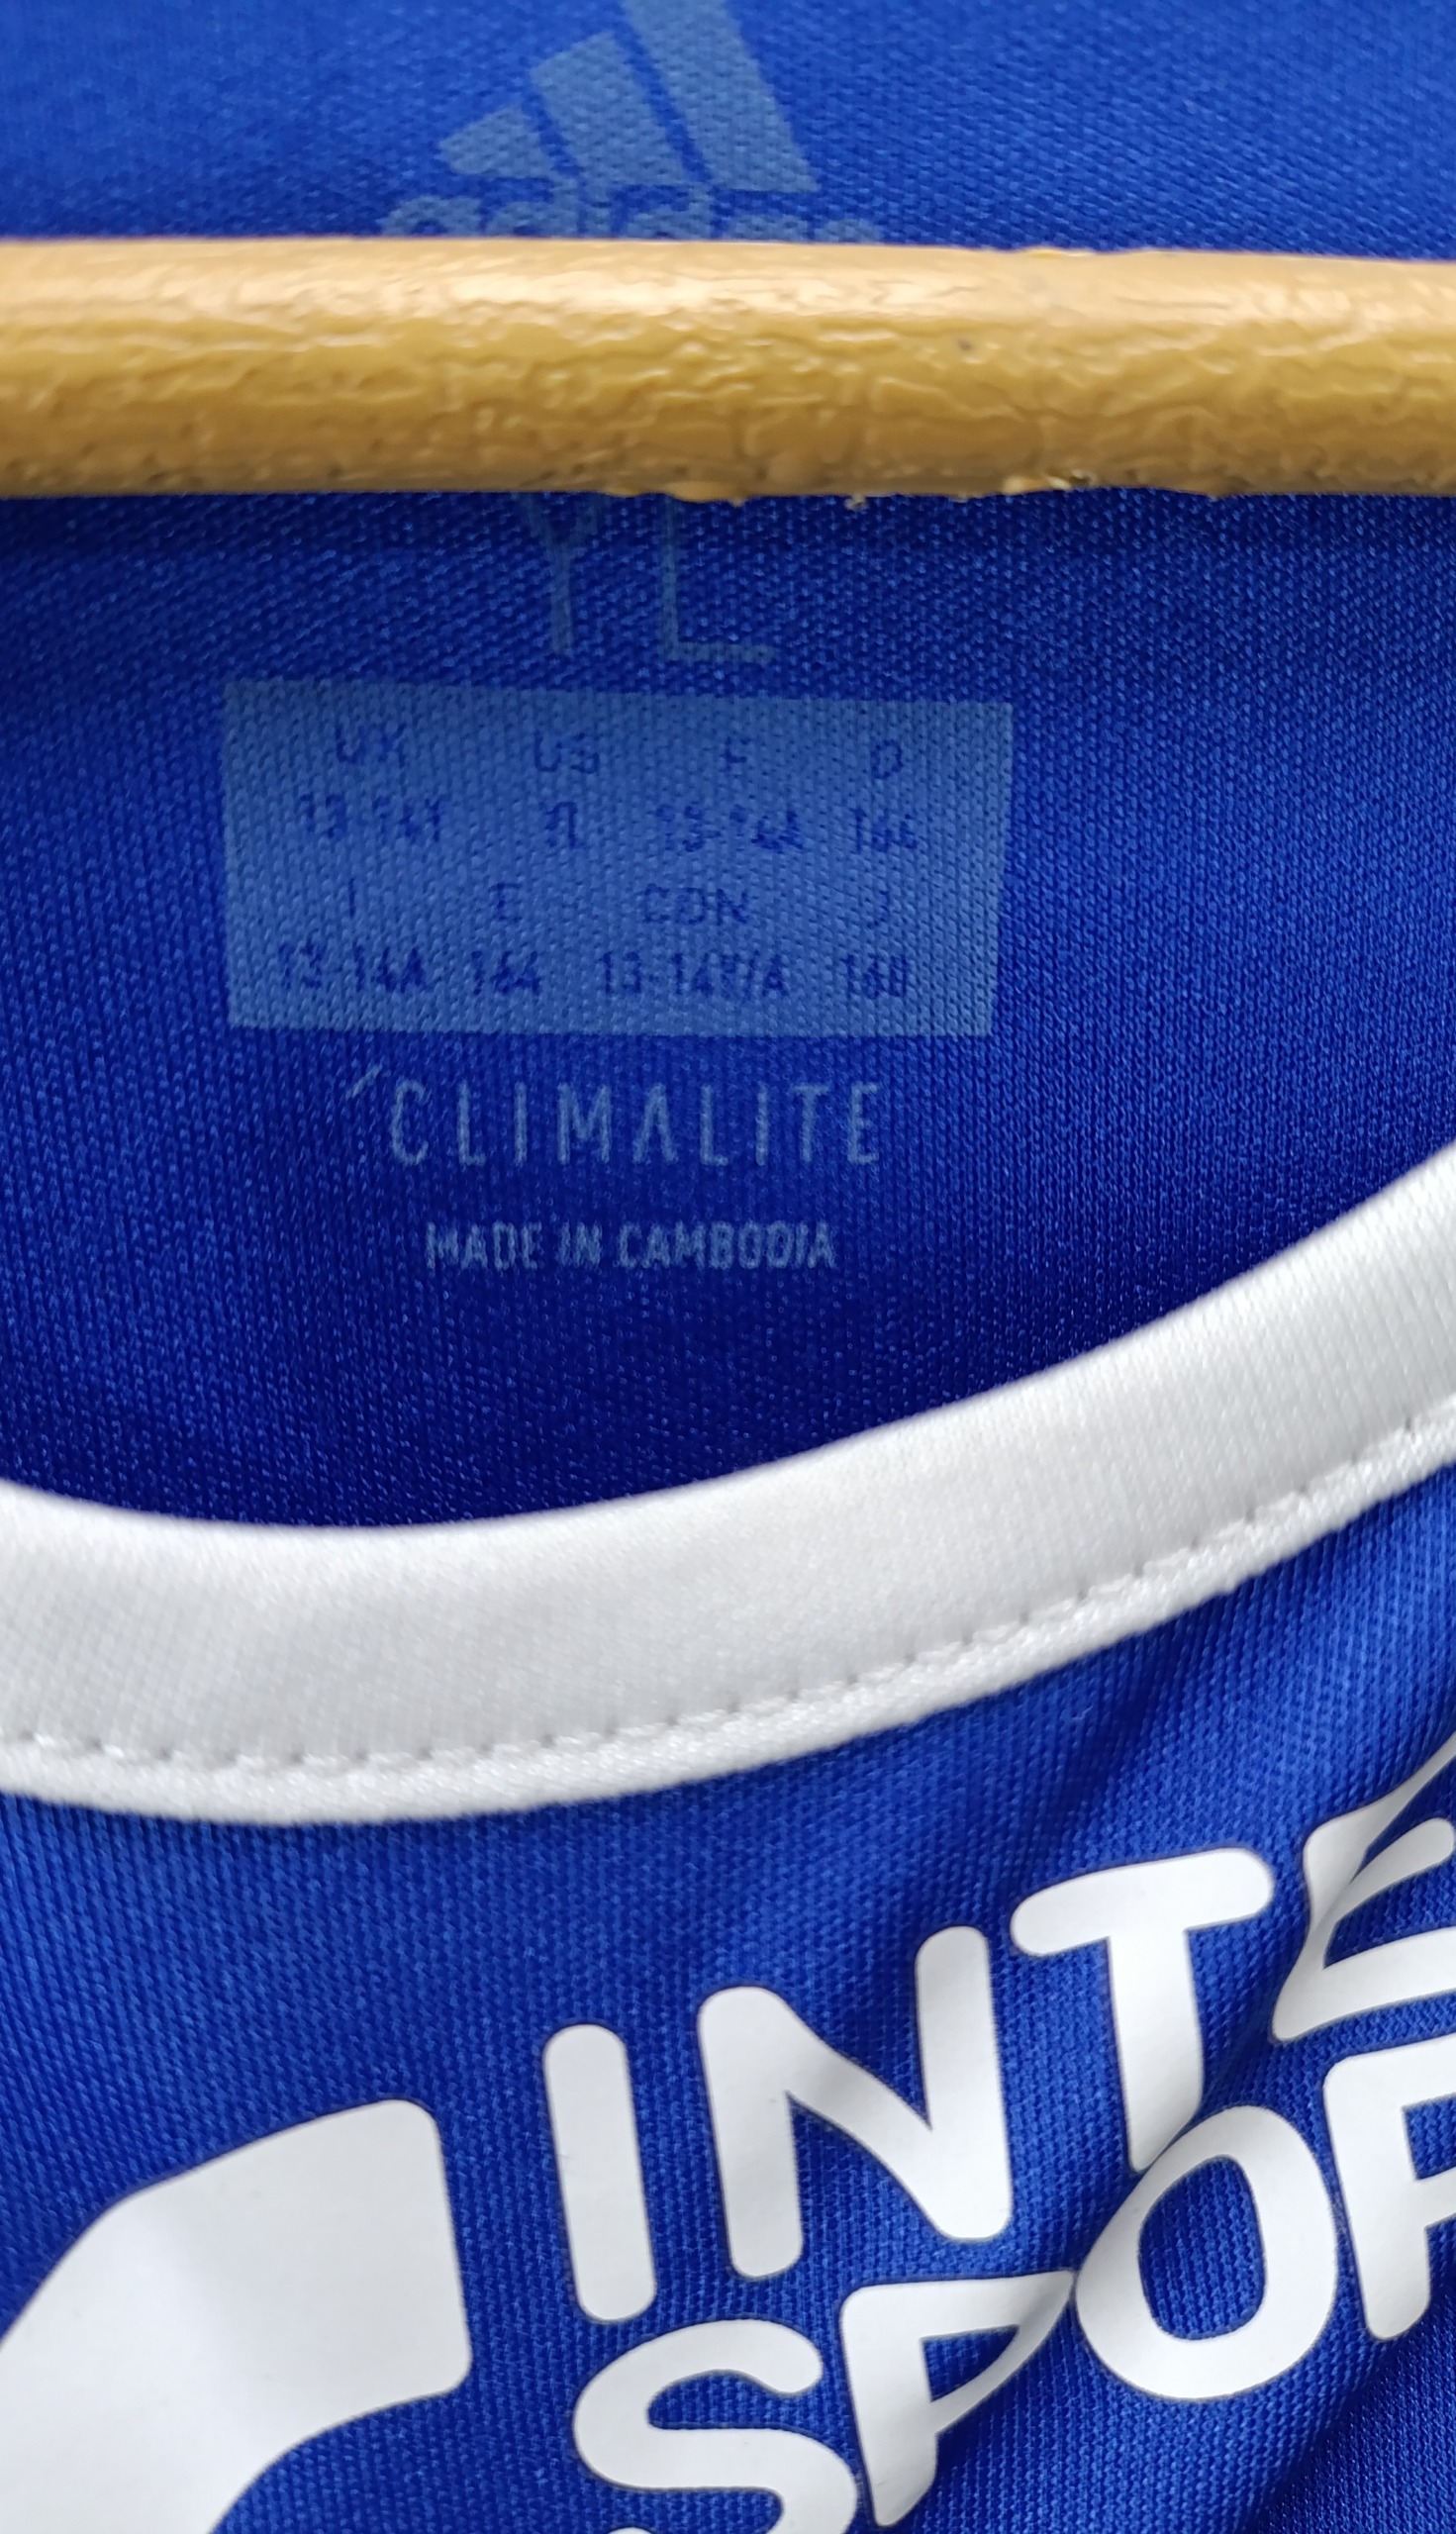 adidas
YL
UK US F D
13-14Y YL 13-14A 164
I E CDN J
13-14A 164 13-14Y/A 160
CLIMALITE
MADE IN CAMBODIA
INTE
SPOR